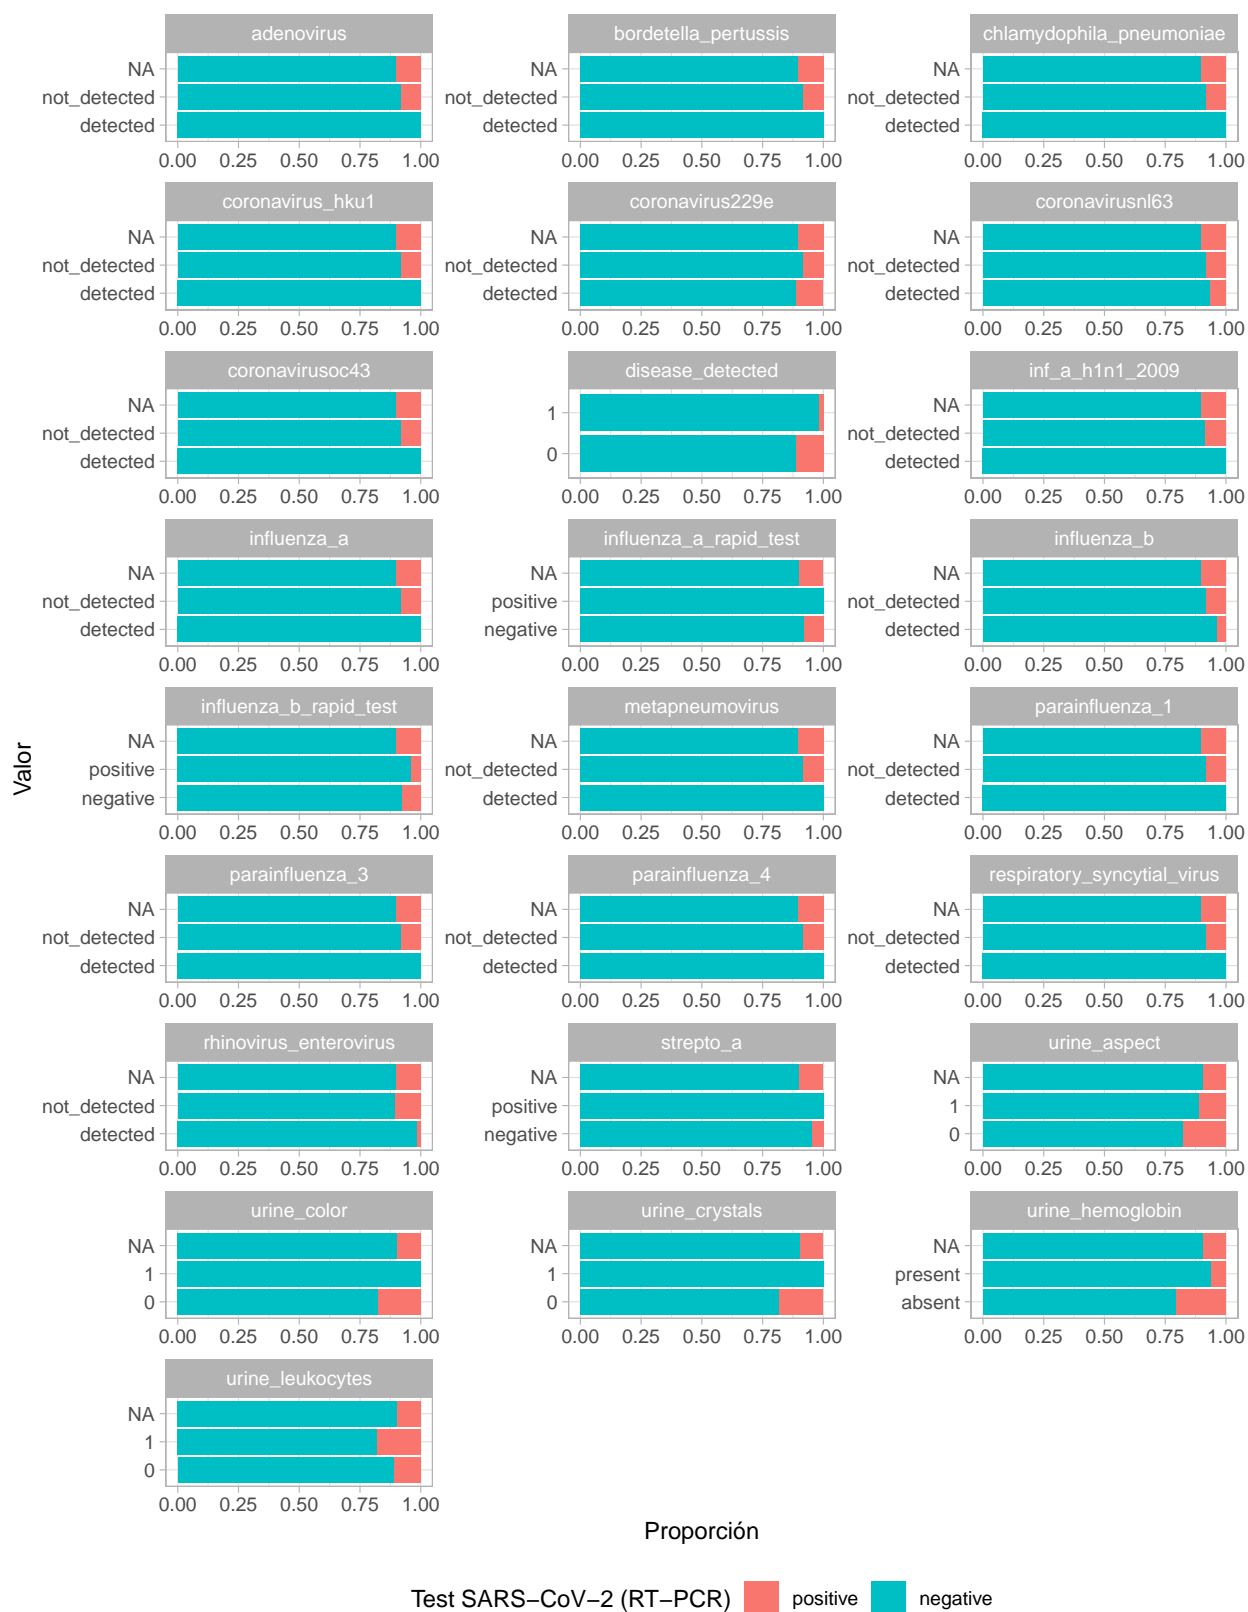 adenovirus bordetella_pertussis chlamydophila_pneumoniae
NA NA NA
not_detected not_detected not_detected
detected detected detected
0.00 0.25 0.50 0.75 1.00 0.00 0.25 0.50 0.75 1.00 0.00 0.25 0.50 0.75 1.00
coronavirus_hku1 coronavirus229e coronavirusnl63
NA NA NA
not_detected not_detected not_detected
detected detected detected
0.00 0.25 0.50 0.75 1.00 0.00 0.25 0.50 0.75 1.00 0.00 0.25 0.50 0.75 1.00
coronavirusoc43 disease_detected inf_a_h1n1_2009
NA 1 NA
not_detected not_detected
detected 0 detected
0.00 0.25 0.50 0.75 1.00 0.00 0.25 0.50 0.75 1.00 0.00 0.25 0.50 0.75 1.00
influenza_a influenza_a_rapid_test influenza_b
NA NA NA
not_detected positive not_detected
detected negative detected
0.00 0.25 0.50 0.75 1.00 0.00 0.25 0.50 0.75 1.00 0.00 0.25 0.50 0.75 1.00
influenza_b_rapid_test metapneumovirus parainfluenza_1
NA NA NA
positive not_detected not_detected
negative detected detected
0.00 0.25 0.50 0.75 1.00 0.00 0.25 0.50 0.75 1.00 0.00 0.25 0.50 0.75 1.00
Valor
parainfluenza_3 parainfluenza_4 respiratory_syncytial_virus
NA NA NA
not_detected not_detected not_detected
detected detected detected
0.00 0.25 0.50 0.75 1.00 0.00 0.25 0.50 0.75 1.00 0.00 0.25 0.50 0.75 1.00
rhinovirus_enterovirus strepto_a urine_aspect
NA NA NA
not_detected positive 1
detected negative 0
0.00 0.25 0.50 0.75 1.00 0.00 0.25 0.50 0.75 1.00 0.00 0.25 0.50 0.75 1.00
urine_color urine_crystals urine_hemoglobin
NA NA NA
1 1 present
0 0 absent
0.00 0.25 0.50 0.75 1.00 0.00 0.25 0.50 0.75 1.00 0.00 0.25 0.50 0.75 1.00
urine_leukocytes
NA
1
0
0.00 0.25 0.50 0.75 1.00
Proporción
Test SARS−CoV−2 (RT−PCR) positive negative